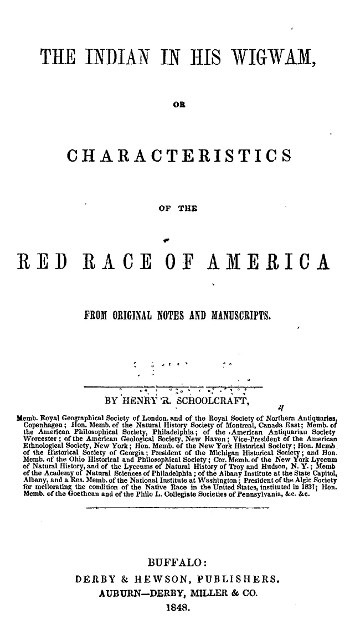 THE INDIAN IN HIS WIGWAM,
OR
CHARACTERISTICS
OF THE
RED RACE OF AMERICA
FROM ORIGINAL NOTES AND MANUSCRIPTS.
BY HENRY R. SCHOOLCRAFT,
Memb. Royal Geographical Society of London, and of the Royal Society of Northern Antiquaries,
Copenhagen; Hon. Memb. of the Natural History Society of Montreal, Canada East; Memb. of
the American Philosophical Society, Philadelphia; of the American Antiquarian Society
Worcester; of the American Geological Society, New Haven; Vice-President of the American
Ethnological Society, New York; Hon. Memb. of the New York Historical Society; Hon. Memb
of the Historical Society of Georgia; President of the Michigan Historical Society; and Hon.
Memb. of the Ohio Historical and Philosophical Society; Cor. Memb. of the New York Lyceum
of Natural History, and of the Lyceums of Natural History of Troy and Hudson, N. Y.; Memb
of the Academy of Natural Sciences of Philadelphia; of the Albany Institute at the State Capitol,
Albany, and a Res. Memb. of the National Institute at Washington; President of the Algic Society
for meliorating the condition of the Native Race in the United States, instituted in 1831; Hon.
Memb. of the Goethean and of the Philo L. Collegiate Societies of Pennsylvania, &c. &c.
BUFFALO:
DERBY & HEWSON, PUBLISHERS.
AUBURN—DERBY, MILLER & CO.
1848.